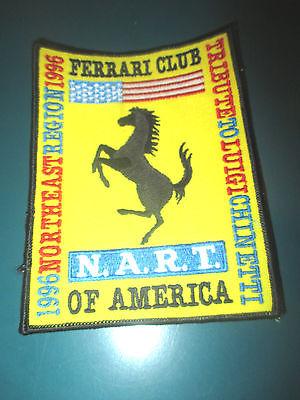 FERRARI CLUB
1996 NORTHEAST REGION 1996
TRIBUTE TO LUIGI CHINETTI
N.A.R.T.
OF AMERICA